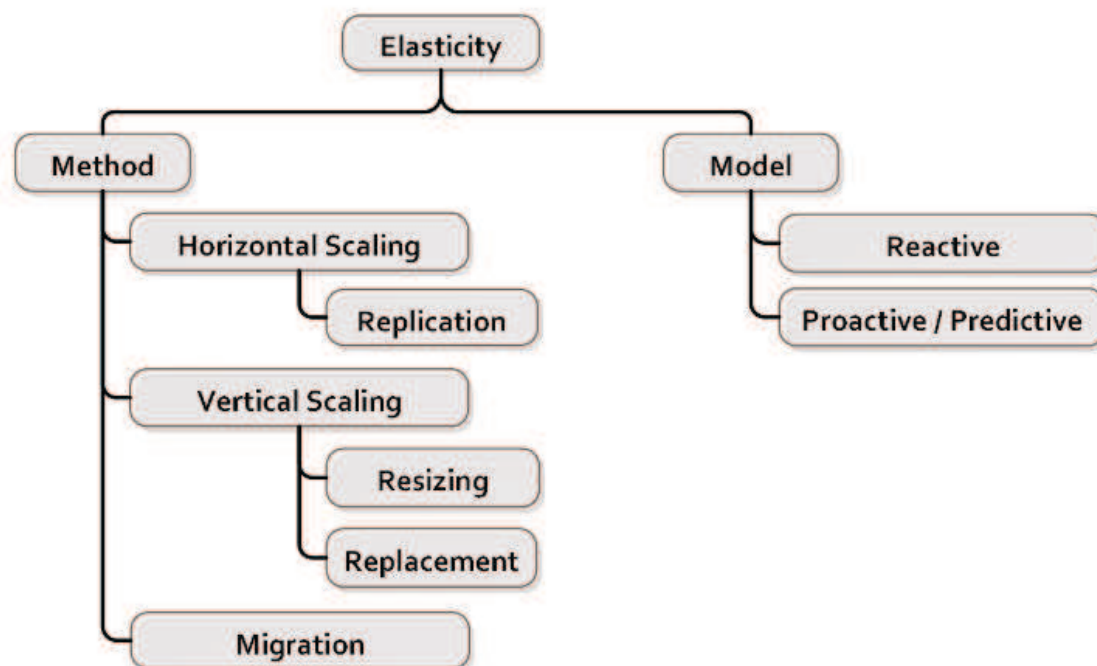 Elasticity
Method
Model
Horizontal Scaling
Reactive
Replication
Proactive / Predictive
Vertical Scaling
Resizing
Replacement
Migration